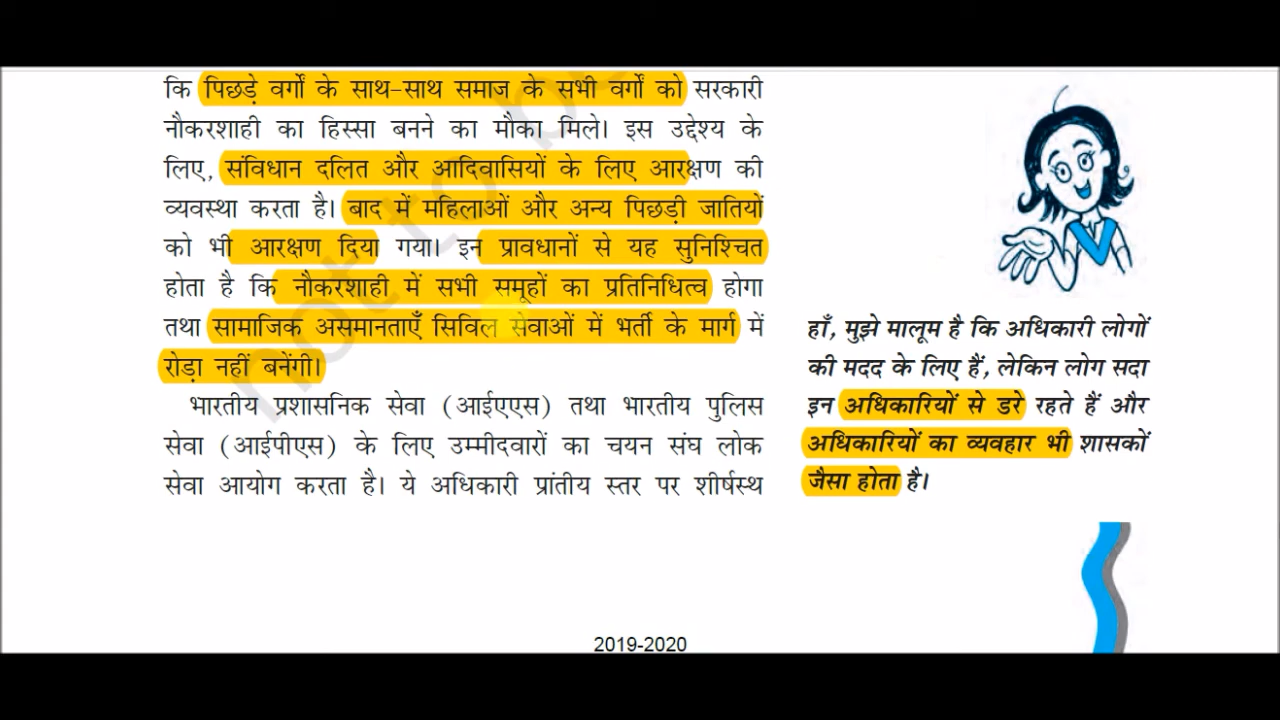 कि पिछड़े वर्गों के साथ-साथ समाज के सभी वर्गों को सरकारी
नौकरशाही का हिस्सा बनने का मौका मिले। इस उद्देश्य के
लिए, संविधान दलित और आदिवासियों के लिए आरक्षण की
व्यवस्था करता है। बाद में महिलाओं और अन्य पिछड़ी जातियों
को भी आरक्षण दिया गया। इन प्रावधानों से यह सुनिश्चित
होता है कि नौकरशाही में सभी समूहों का प्रतिनिधित्व होगा
तथा सामाजिक असमानताएँ सिविल सेवाओं में भर्ती के मार्ग में
रोड़ा नहीं बनेंगी।
भारतीय प्रशासनिक सेवा (आईएएस) तथा भारतीय पुलिस
सेवा (आईपीएस) के लिए उम्मीदवारों का चयन संघ लोक
सेवा आयोग करता है। ये अधिकारी प्रांतीय स्तर पर शीर्षस्थ
हाँ, मुझे मालूम है कि अधिकारी लोगों
की मदद के लिए हैं, लेकिन लोग सदा
इन अधिकारियों से डरे रहते हैं और
अधिकारियों का व्यवहार भी शासकों
जैसा होता है।
not to be
2019-2020